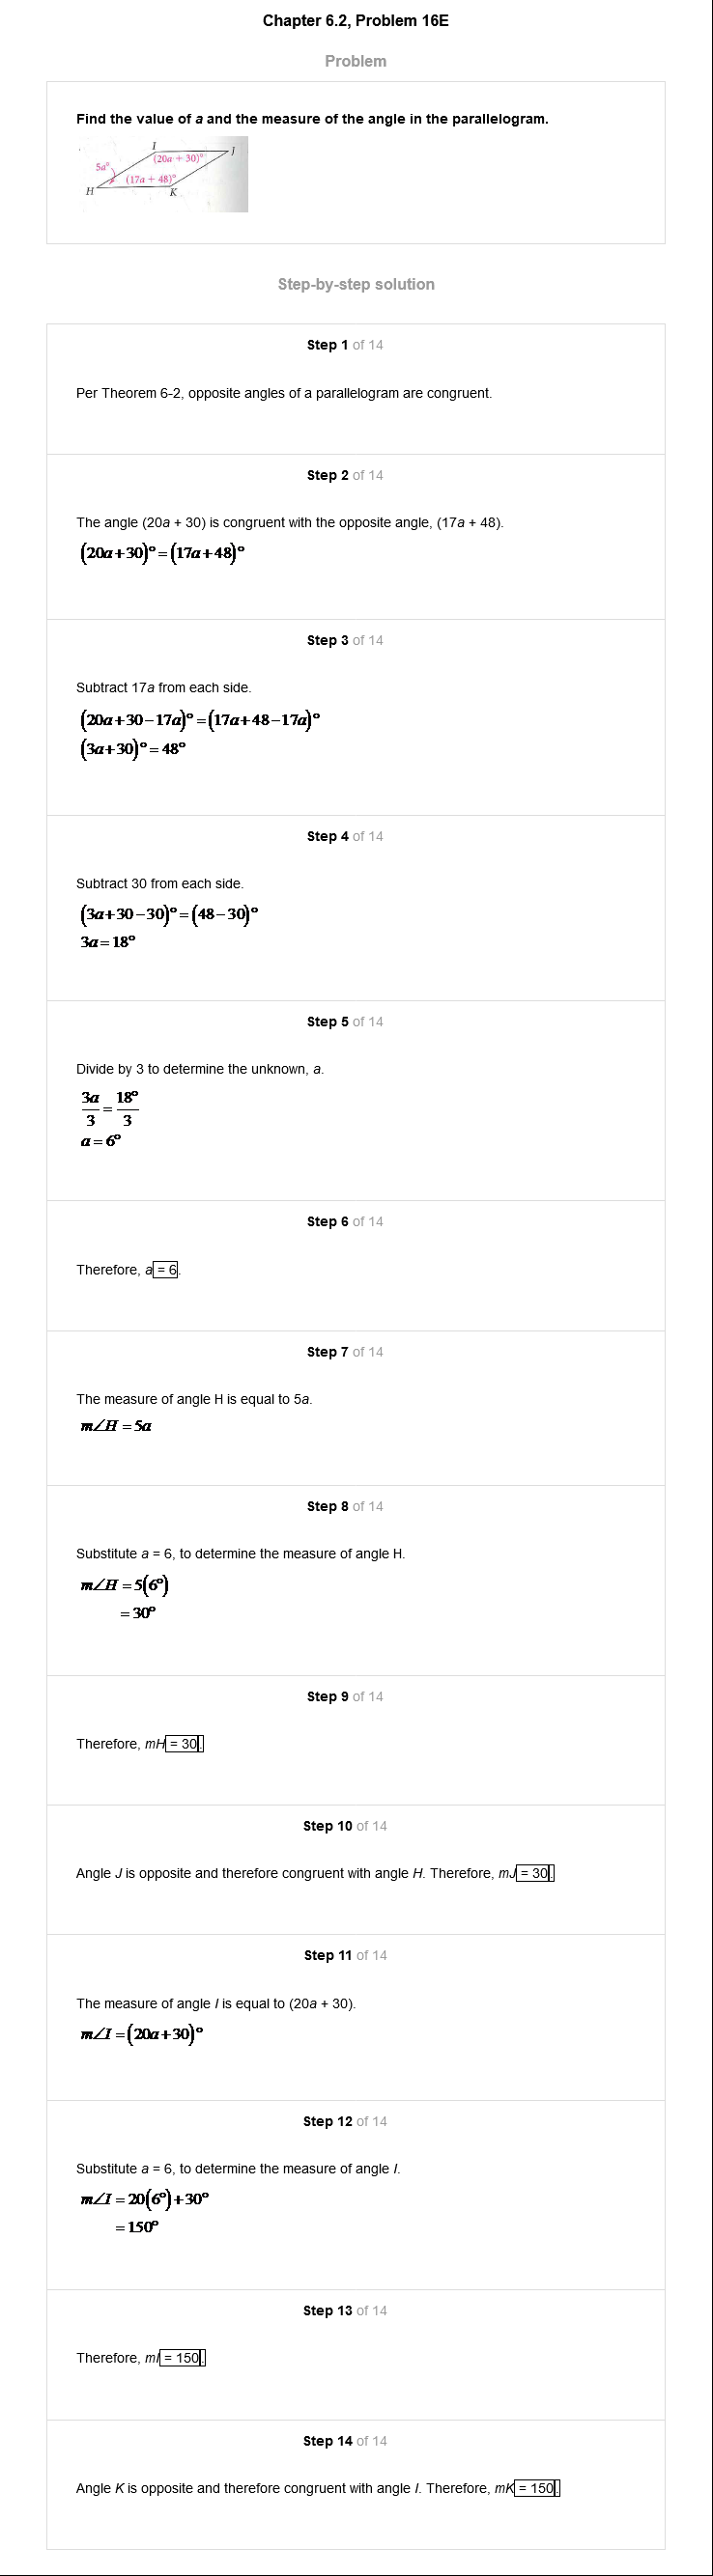 Chapter 6.2, Problem 16E
Problem
Find the value of a and the measure of the angle in the parallelogram.
I
J
(20a + 30)°
5a°
(17a + 48)°
H
K
Step-by-step solution
Step 1 of 14
Per Theorem 6-2, opposite angles of a parallelogram are congruent.
Step 2 of 14
The angle (20a + 30) is congruent with the opposite angle, (17a + 48).
(20a+30)° = (17a+48)°
Step 3 of 14
Subtract 17a from each side.
(20a+30−17a)° = (17a+48−17a)°
(3a+30)° = 48°
Step 4 of 14
Subtract 30 from each side.
(3a+30−30)° = (48−30)°
3a = 18°
Step 5 of 14
Divide by 3 to determine the unknown, a.
3a/3 = 18°/3
a = 6°
Step 6 of 14
Therefore, a = 6.
Step 7 of 14
The measure of angle H is equal to 5a.
m∠H = 5a
Step 8 of 14
Substitute a = 6, to determine the measure of angle H.
m∠H = 5(6°)
= 30°
Step 9 of 14
Therefore, mH = 30.
Step 10 of 14
Angle J is opposite and therefore congruent with angle H. Therefore, mJ = 30.
Step 11 of 14
The measure of angle I is equal to (20a + 30).
m∠I = (20a+30)°
Step 12 of 14
Substitute a = 6, to determine the measure of angle I.
m∠I = 20(6°)+30°
= 150°
Step 13 of 14
Therefore, mI = 150.
Step 14 of 14
Angle K is opposite and therefore congruent with angle I. Therefore, mK = 150.